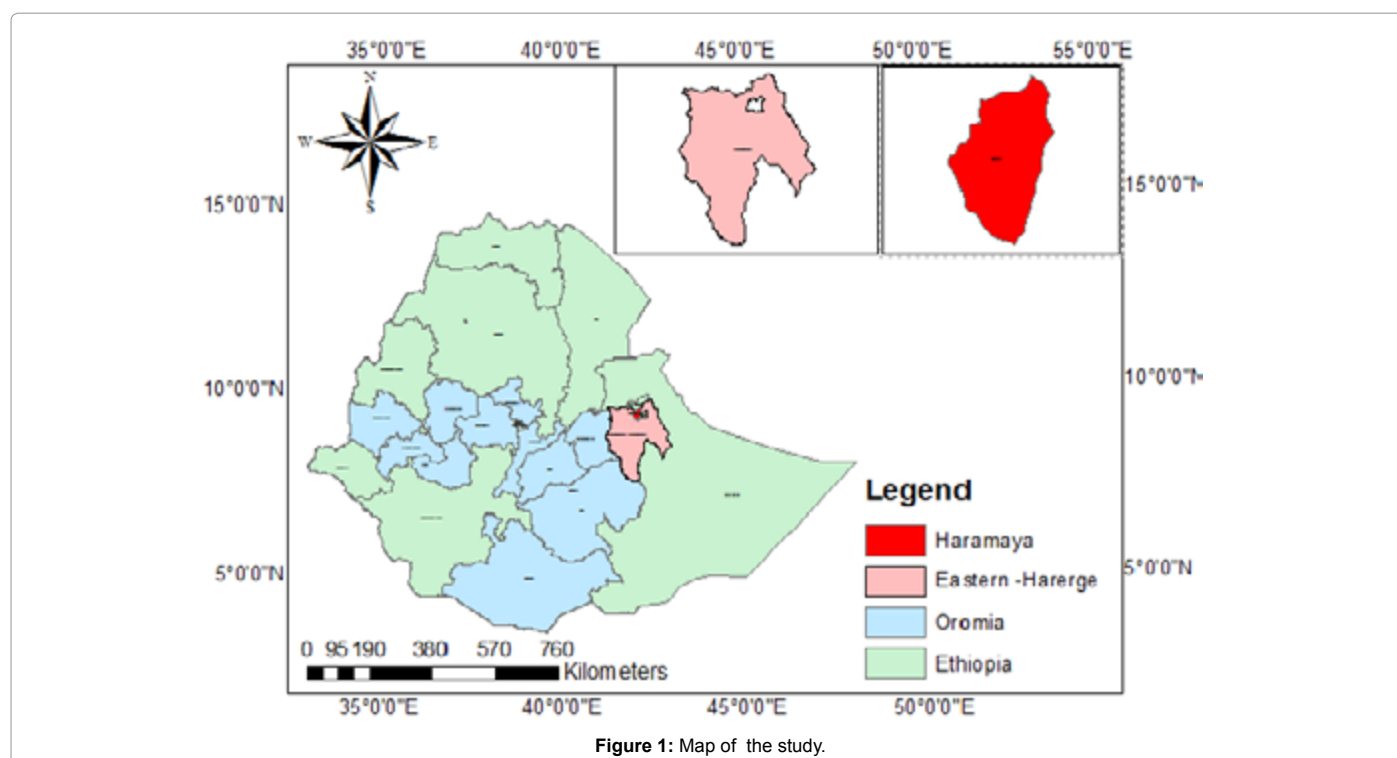 35°0'0"E 40°0'0"E 45°0'0"E 50°0'0"E 55°0'0"E
N
W E
S
15°0'0"N 15°0'0"N
10°0'0"N 10°0'0"N
5°0'0"N 5°0'0"N
Legend
Haramaya
Eastern -Harerge
Oromia
Ethiopia
0 95 190 380 570 760
Kilometers
35°0'0"E 40°0'0"E 45°0'0"E 50°0'0"E
Figure 1: Map of the study.